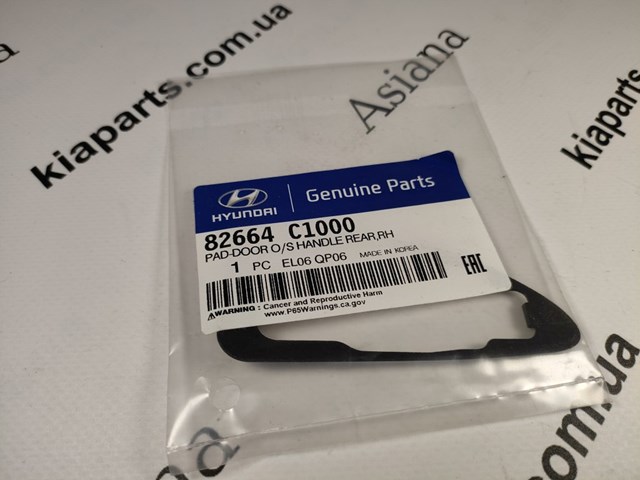 kiaparts.com.ua
Asiana
kiaparts
HYUNDAI
Genuine Parts
82664 C1000
PAD-DOOR O/S HANDLE REAR,RH
1 PC EL06 QP06 MADE IN KOREA
EAC
WARNING : Cancer and Reproductive Harm
www.P65Warnings.ca.gov
.com.ua